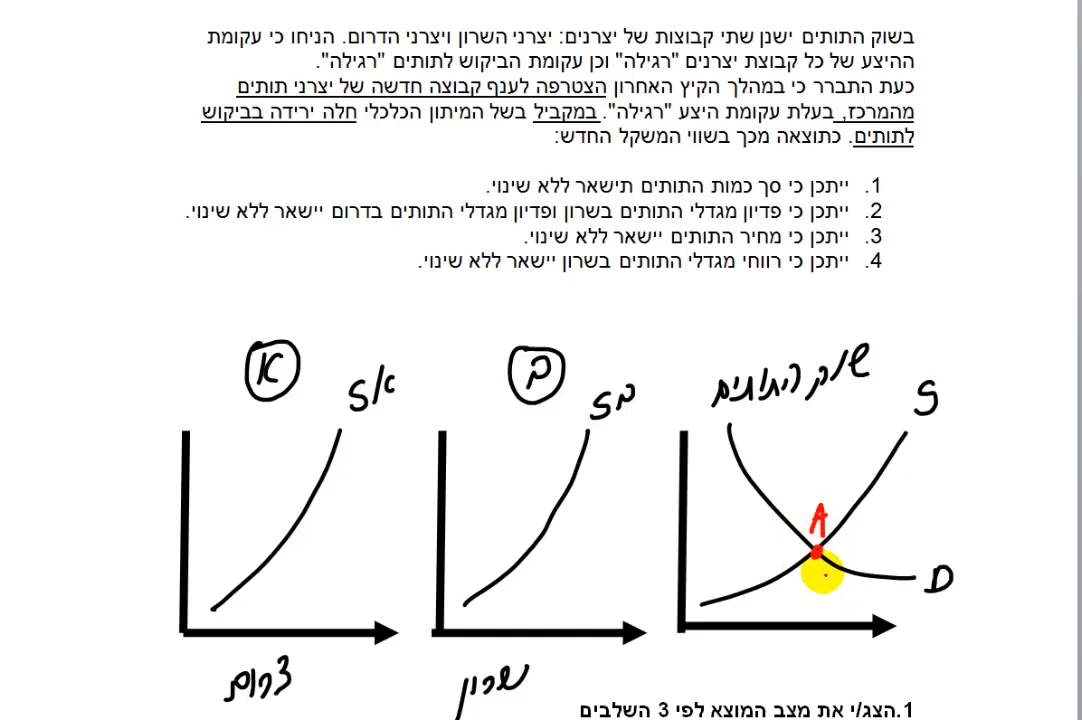 בשוק התותים ישנן שתי קבוצות של יצרנים: יצרני השרון ויצרני הדרום. הניחו כי עקומת
ההיצע של כל קבוצת יצרנים "רגילה" וכן עקומת הביקוש לתותים "רגילה".
כעת התברר כי במהלך הקיץ האחרון הצטרפה לענף קבוצה חדשה של יצרני תותים
מהמרכז, בעלת עקומת היצע "רגילה". במקביל בשל המיתון הכלכלי חלה ירידה בביקוש
לתותים. כתוצאה מכך בשווי המשקל החדש:
1. ייתכן כי סך כמות התותים תישאר ללא שינוי.
2. ייתכן כי פדיון מגדלי התותים בשרון ופדיון מגדלי התותים בדרום יישאר ללא שינוי.
3. ייתכן כי מחיר התותים יישאר ללא שינוי.
4. ייתכן כי רווחי מגדלי התותים בשרון יישאר ללא שינוי.
שוק התותים
S
A
D
ב
Sב
שרון
א
Sא
דרום
1.הצג/י את מצב המוצא לפי 3 השלבים